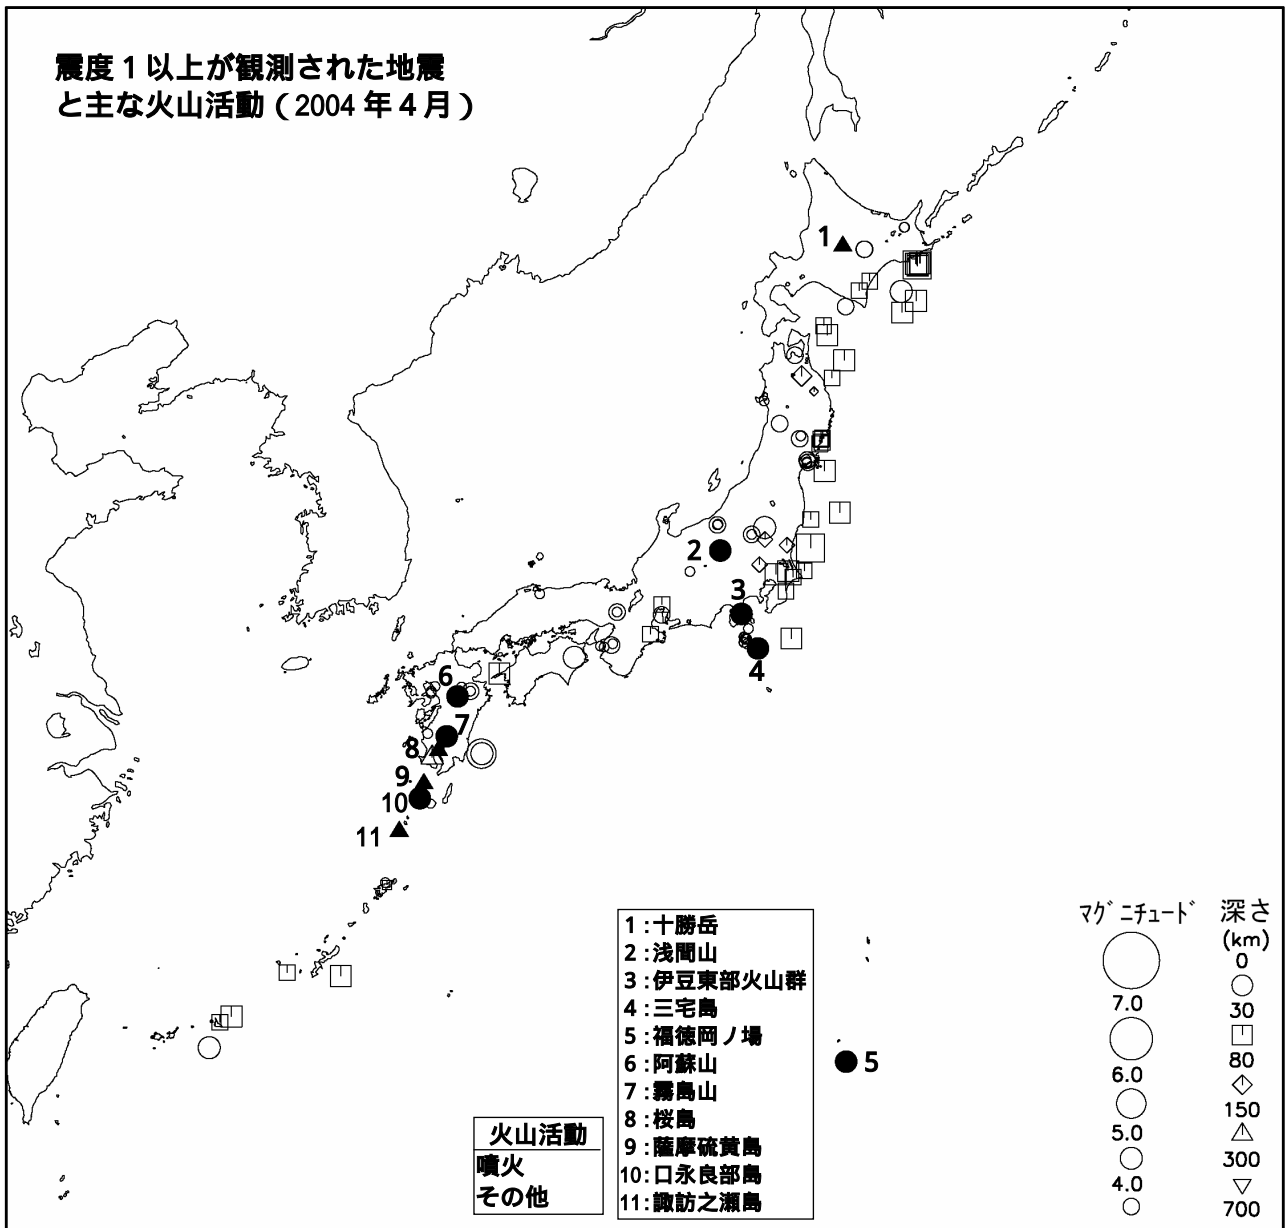 震度１以上が観測された地震
と主な火山活動（2004 年４月）
1
2
3
4
6
7
8
9
10
11
5
1：十勝岳
2：浅間山
3：伊豆東部火山群
4：三宅島
5：福徳岡ノ場
6：阿蘇山
7：霧島山
8：桜島
9：薩摩硫黄島
10：口永良部島
11：諏訪之瀬島
火山活動
噴火
その他
ﾏｸﾞﾆﾁｭｰﾄﾞ
7.0
6.0
5.0
4.0
深さ
(km)
0
30
80
150
300
700